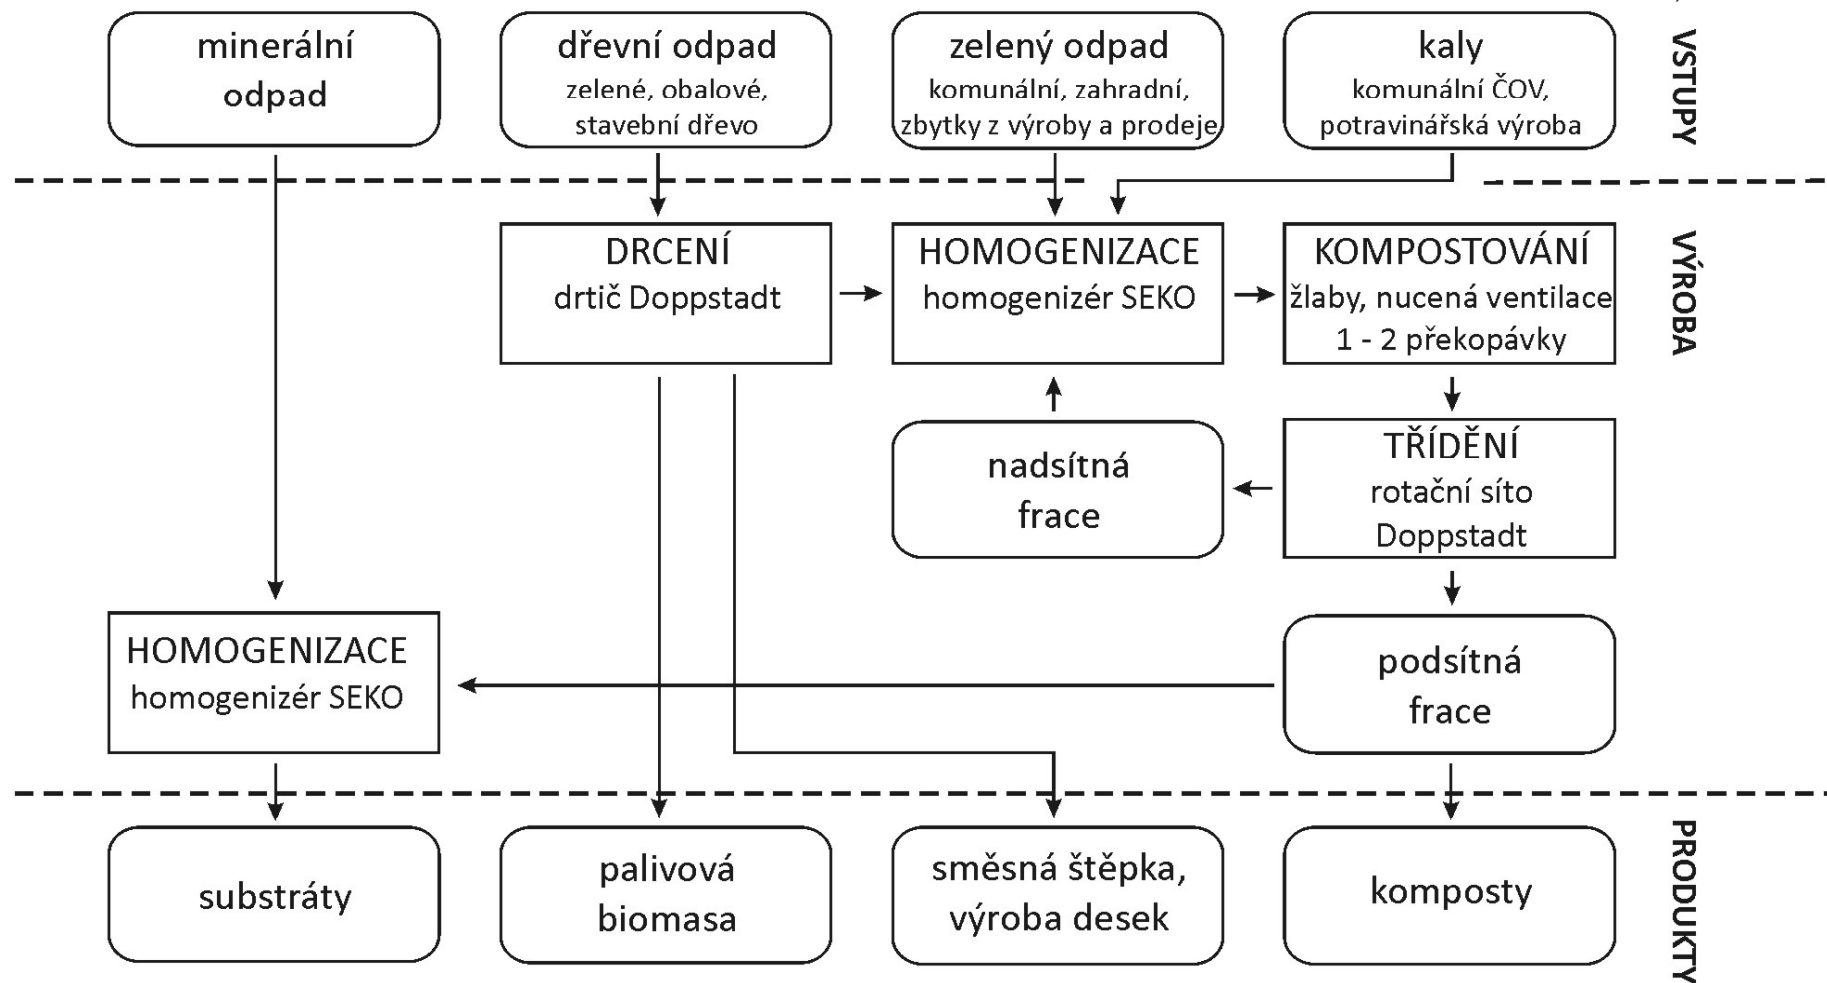 minerální
odpad
dřevní odpad
zelené, obalové,
stavební dřevo
zelený odpad
komunální, zahradní,
zbytky z výroby a prodeje
kaly
komunální ČOV,
potravinářská výroba
VSTUPY
DRCENÍ
drtič Doppstadt
HOMOGENIZACE
homogenizér SEKO
KOMPOSTOVÁNÍ
žlaby, nucená ventilace
1 - 2 překopávky
VÝROBA
nadsítná
frace
TŘÍDĚNÍ
rotační síto
Doppstadt
HOMOGENIZACE
homogenizér SEKO
podsítná
frace
substráty
palivová
biomasa
směsná štěpka,
výroba desek
komposty
PRODUKTY